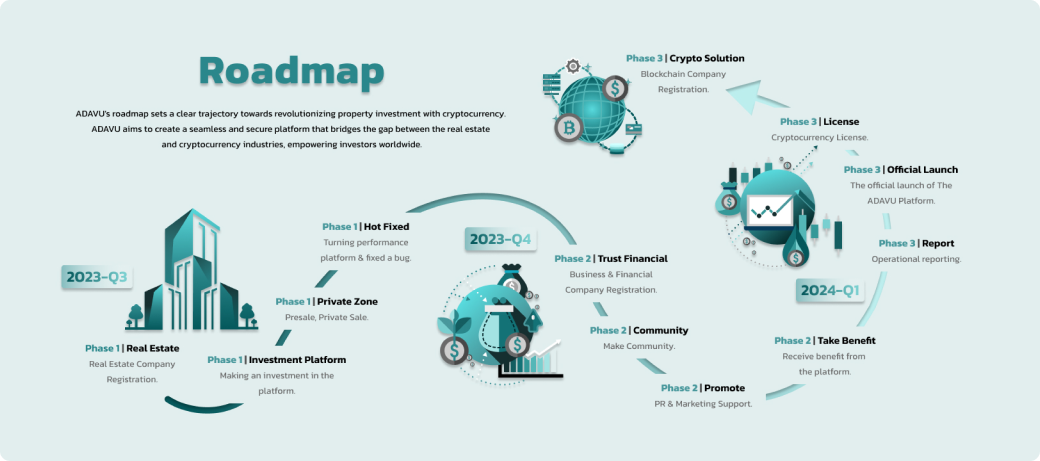 Roadmap
ADAVU's roadmap sets a clear trajectory towards revolutionizing property investment with cryptocurrency.
ADAVU aims to create a seamless and secure platform that bridges the gap between the real estate
and cryptocurrency industries, empowering investors worldwide.
2023-Q3
Phase 1 | Real Estate
Real Estate Company
Registration.
Phase 1 | Investment Platform
Making an investment in the
platform.
Phase 1 | Private Zone
Presale, Private Sale.
Phase 1 | Hot Fixed
Turning performance
platform & fixed a bug.
2023-Q4
Phase 2 | Trust Financial
Business & Financial
Company Registration.
Phase 2 | Community
Make Community.
Phase 2 | Promote
PR & Marketing Support.
Phase 2 | Take Benefit
Receive benefit from
the platform.
2024-Q1
Phase 3 | Report
Operational reporting.
Phase 3 | Official Launch
The official launch of The
ADAVU Platform.
Phase 3 | License
Cryptocurrency License.
Phase 3 | Crypto Solution
Blockchain Company
Registration.